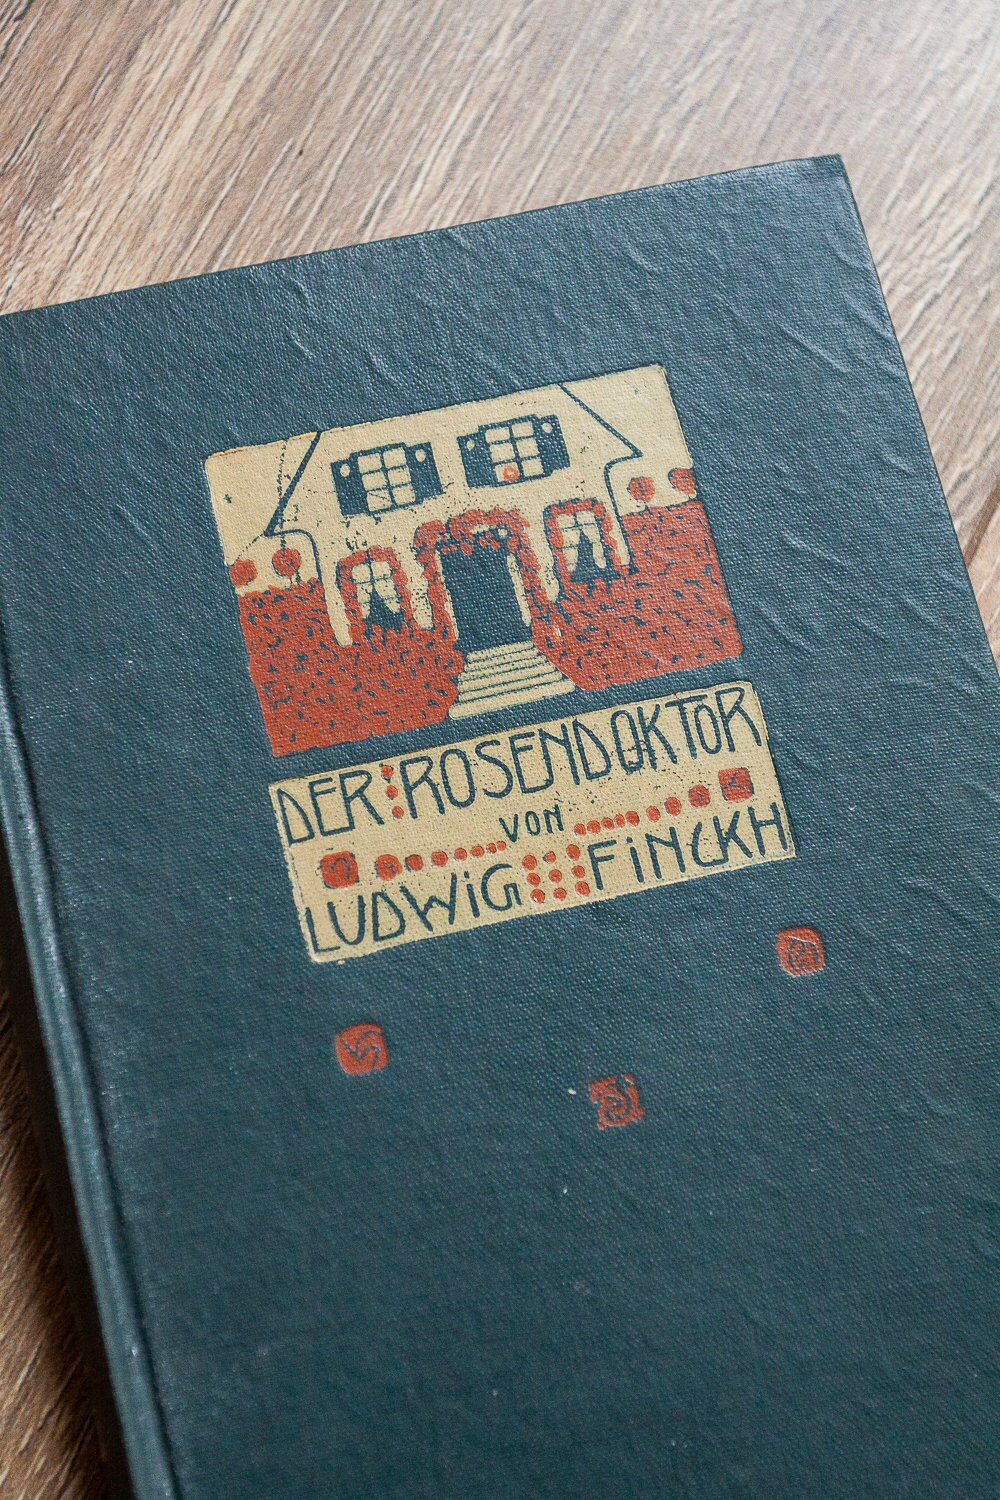 DER ROSENDOKTOR
VON
LUDWiG FiNCKH